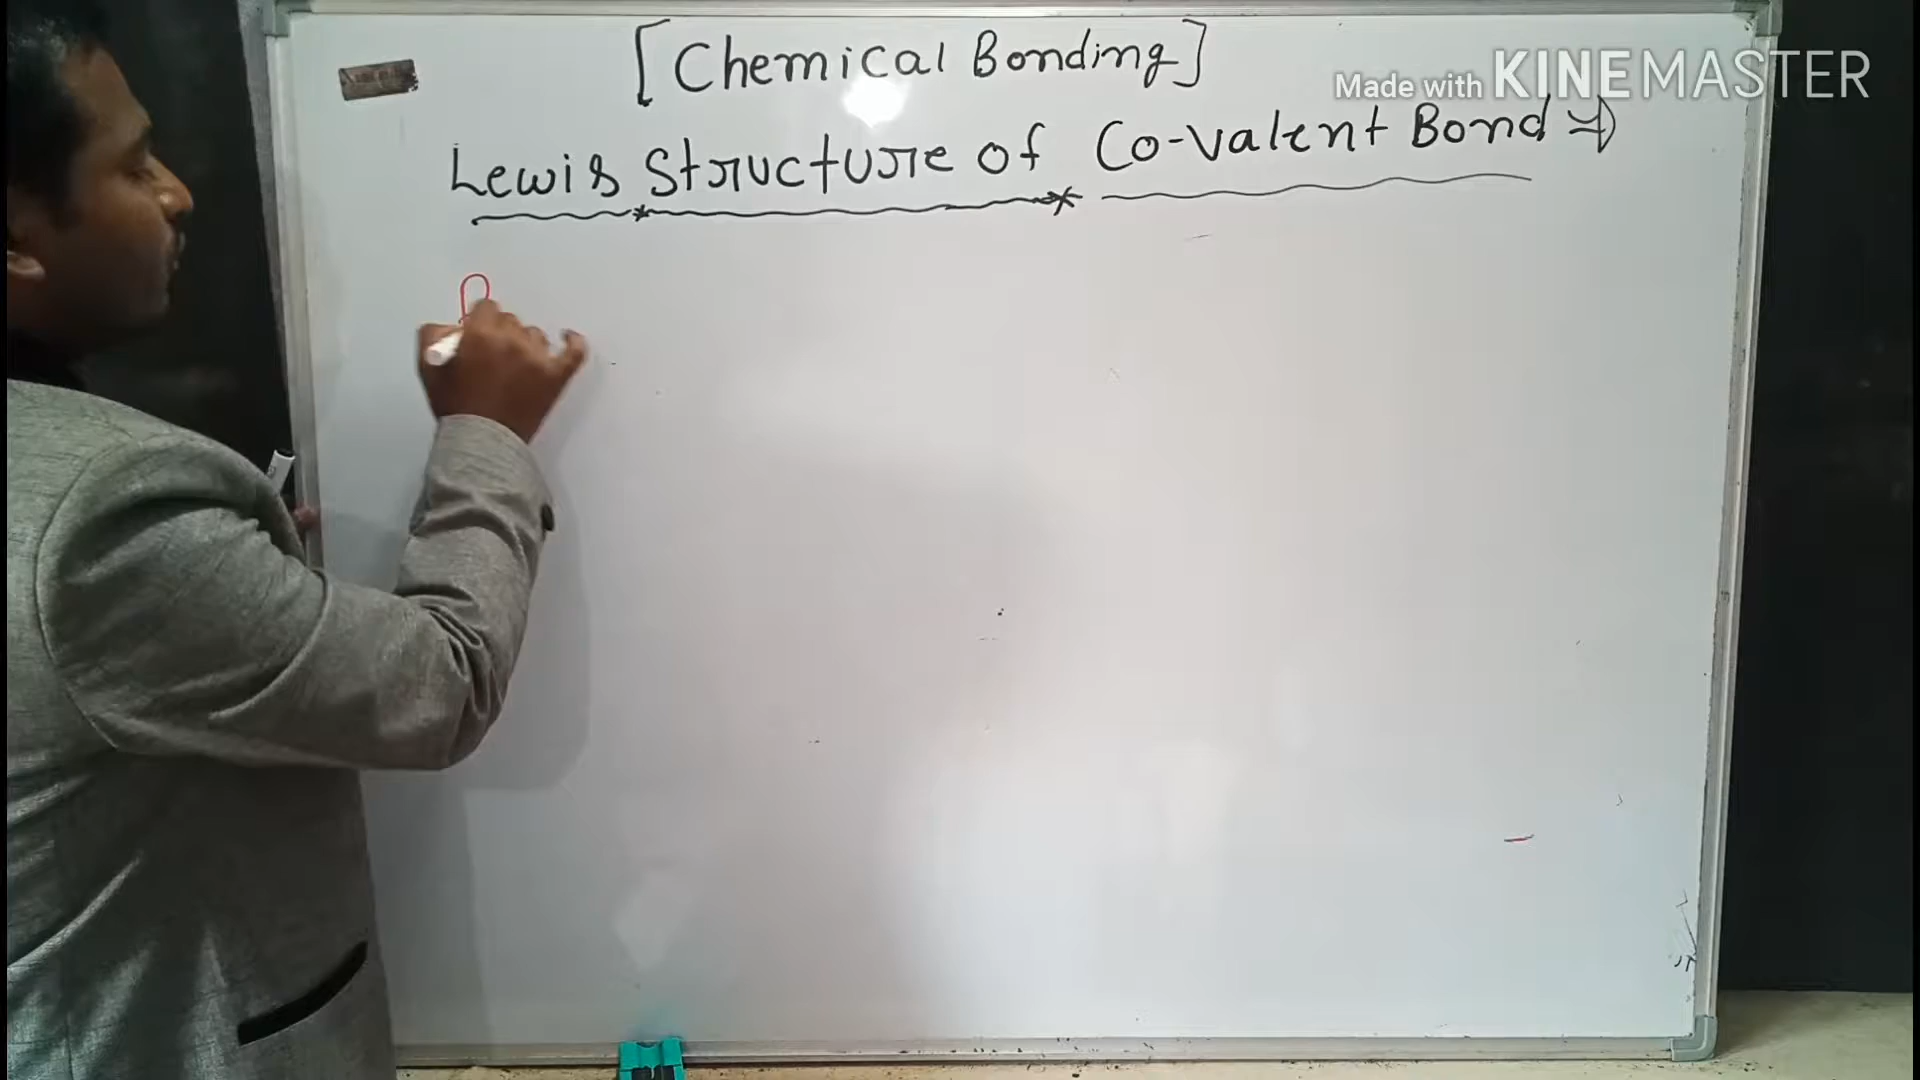 [Chemical Bonding]
Made with KINEMASTER
Lewis Structure of Co-valent Bond ⇒